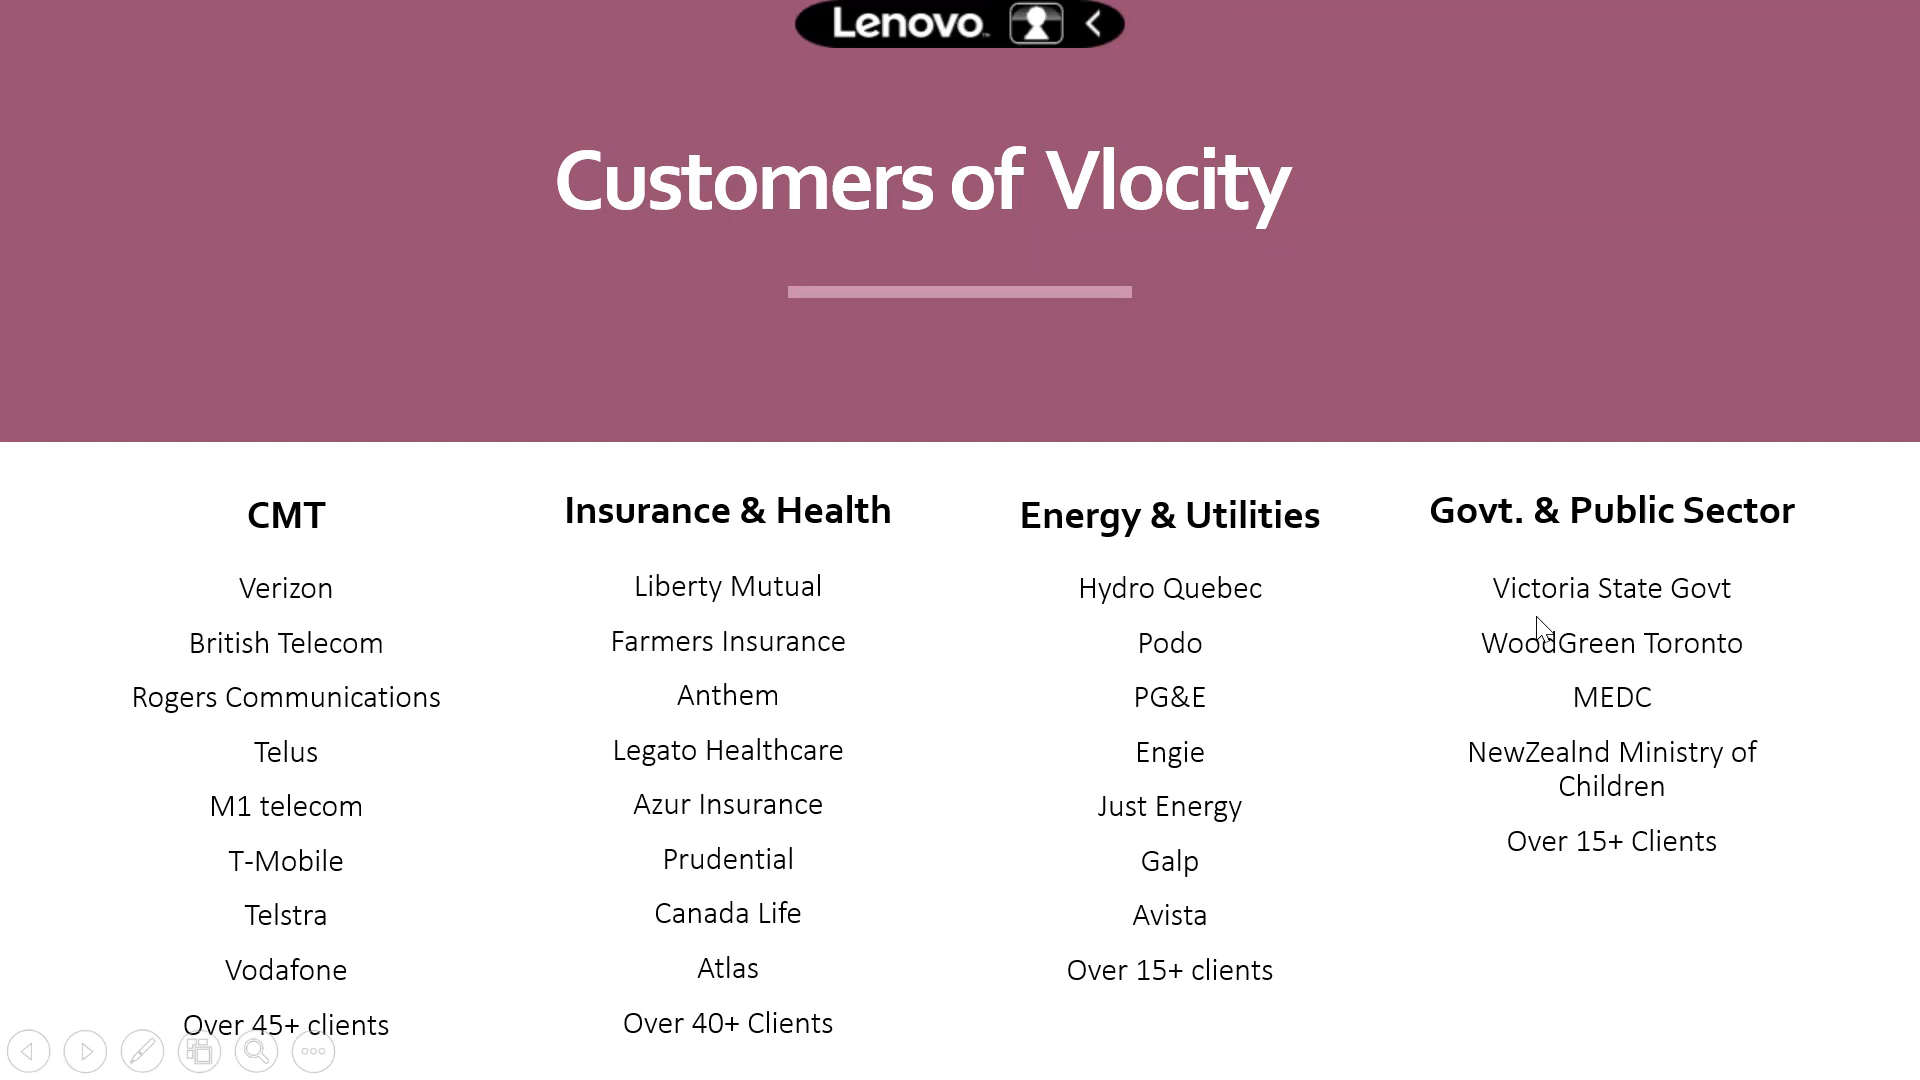 Lenovo
Customers of Vlocity
CMT
Verizon
British Telecom
Rogers Communications
Telus
M1 telecom
T-Mobile
Telstra
Vodafone
Over 45+ clients
Insurance & Health
Liberty Mutual
Farmers Insurance
Anthem
Legato Healthcare
Azur Insurance
Prudential
Canada Life
Atlas
Over 40+ Clients
Energy & Utilities
Hydro Quebec
Podo
PG&E
Engie
Just Energy
Galp
Avista
Over 15+ clients
Govt. & Public Sector
Victoria State Govt
WoodGreen Toronto
MEDC
NewZealnd Ministry of
Children
Over 15+ Clients